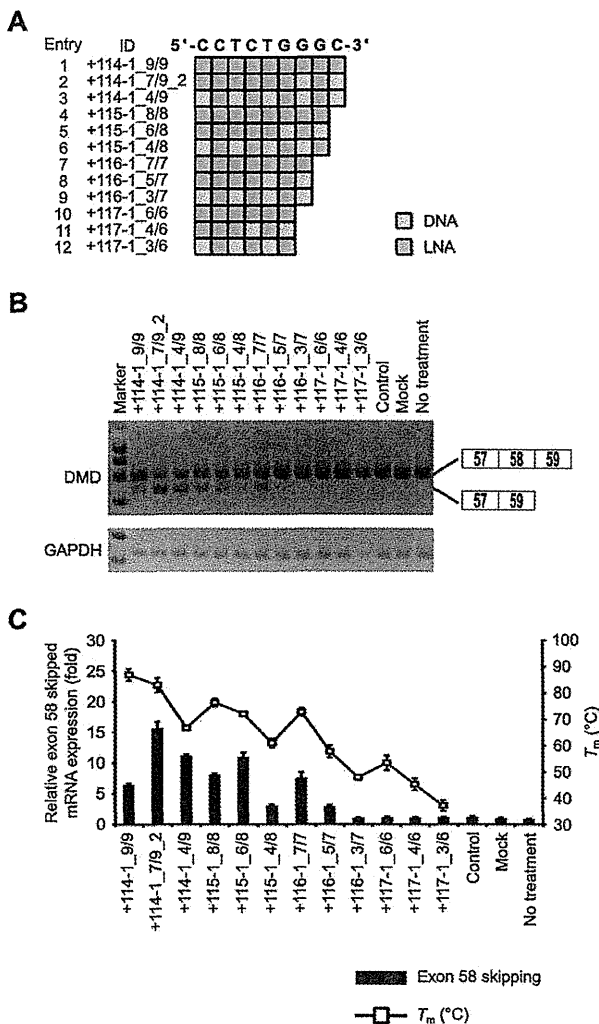 A
Entry ID 5'-C C T C T G G G C-3'
1 +114-1_9/9
2 +114-1_7/9_2
3 +114-1_4/9
4 +115-1_8/8
5 +115-1_6/8
6 +115-1_4/8
7 +116-1_7/7
8 +116-1_5/7
9 +116-1_3/7
10 +117-1_6/6
11 +117-1_4/6
12 +117-1_3/6
DNA
LNA
B
Marker
+114-1_9/9
+114-1_7/9_2
+114-1_4/9
+115-1_8/8
+115-1_6/8
+115-1_4/8
+116-1_7/7
+116-1_5/7
+116-1_3/7
+117-1_6/6
+117-1_4/6
+117-1_3/6
Control
Mock
No treatment
DMD
57 58 59
57 59
GAPDH
C
Relative exon 58 skipped
mRNA expression (fold)
30
25
20
15
10
5
0
100
90
80
70
60
50
40
30
Tm (°C)
+114-1_9/9
+114-1_7/9_2
+114-1_4/9
+115-1_8/8
+115-1_6/8
+115-1_4/8
+116-1_7/7
+116-1_5/7
+116-1_3/7
+117-1_6/6
+117-1_4/6
+117-1_3/6
Control
Mock
No treatment
Exon 58 skipping
Tm (°C)